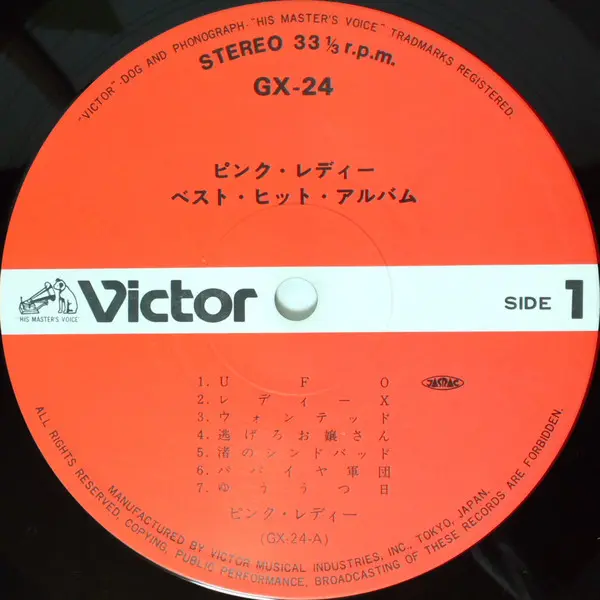 "VICTOR"-DOG AND PHONOGRAPH-"HIS MASTER'S VOICE" TRADMARKS REGISTERED.
STEREO 33 1/3 r.p.m.
GX-24
ピンク・レディー
ベスト・ヒット・アルバム
"HIS MASTER'S VOICE"
Victor
SIDE 1
1. U F O
JASRAC
2. レディーX
3. ウォンテッド
4. 逃げろお嬢さん
5. 渚のシンドバッド
6. パパイヤ軍団
7. ゆううつ日
ピンク・レディー
(GX-24-A)
MANUFACTURED BY VICTOR MUSICAL INDUSTRIES, INC., TOKYO, JAPAN.
ALL RIGHTS RESERVED, COPYING, PUBLIC PERFORMANCE, BROADCASTING OF THESE RECORDS ARE FORBIDDEN.